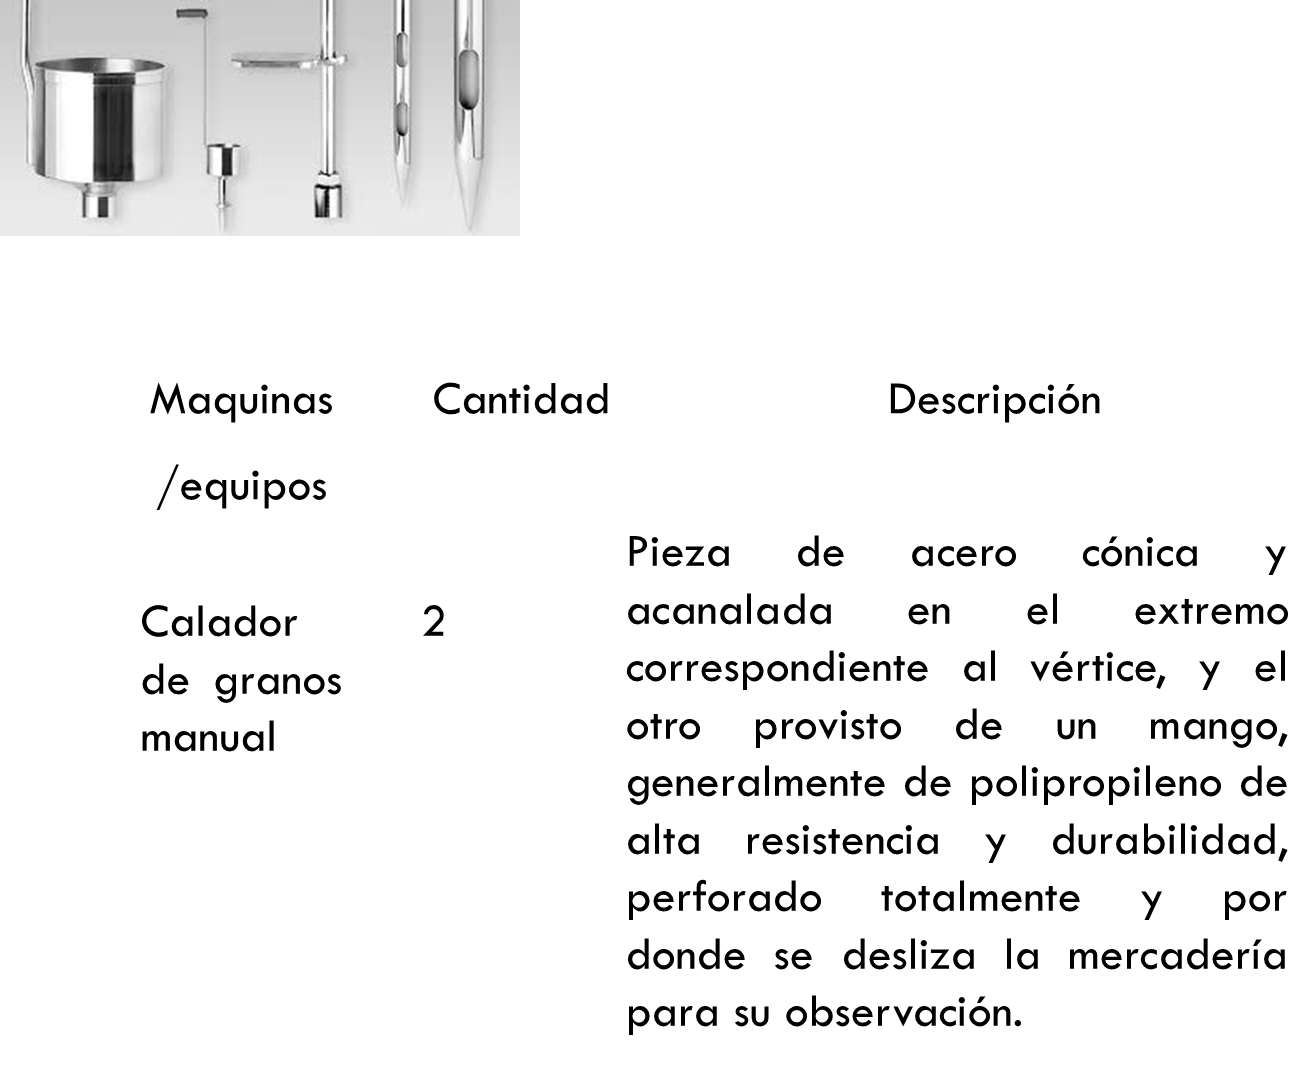 Maquinas Cantidad Descripción
/equipos
Calador 2
de granos
manual
Pieza de acero cónica y
acanalada en el extremo
correspondiente al vértice, y el
otro provisto de un mango,
generalmente de polipropileno de
alta resistencia y durabilidad,
perforado totalmente y por
donde se desliza la mercadería
para su observación.